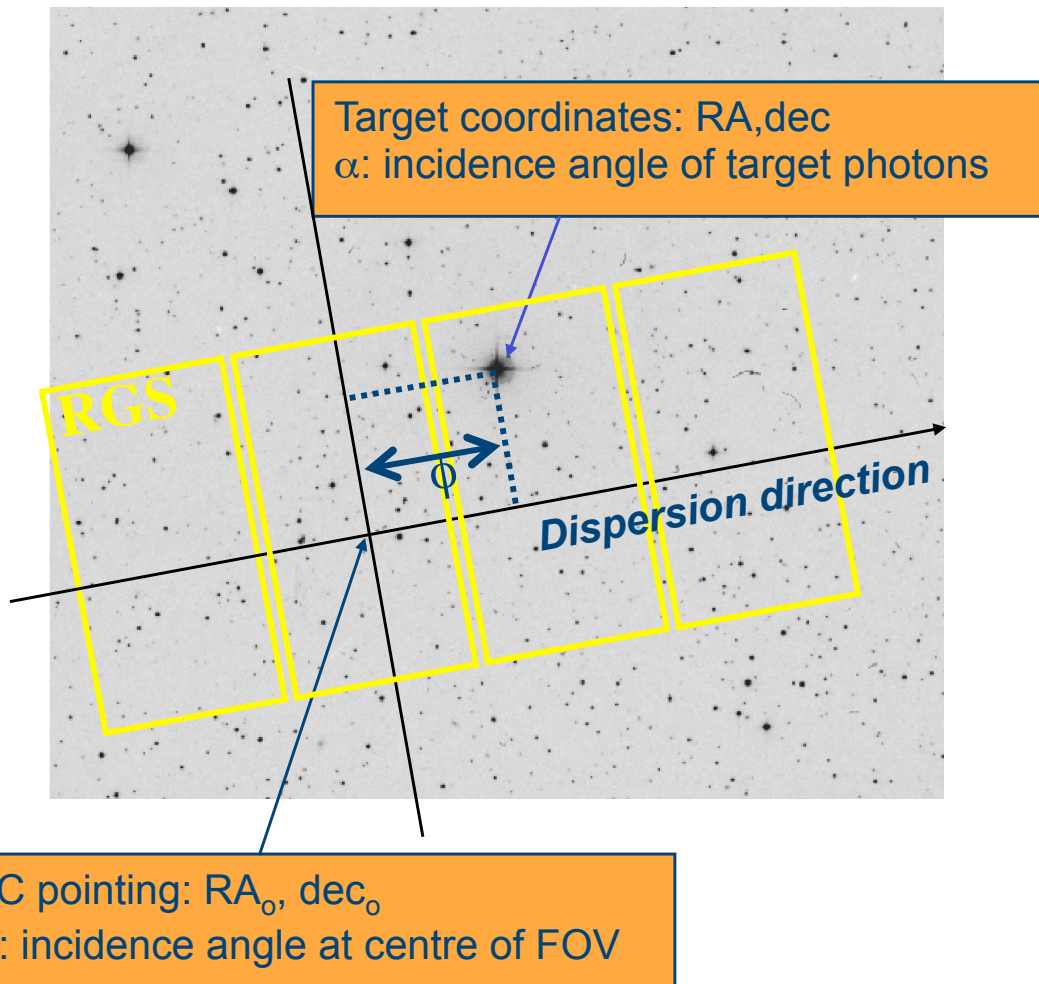 Target coordinates: RA,dec
α: incidence angle of target photons
RGS
ϕ
Dispersion direction
C pointing: RAₒ, decₒ
: incidence angle at centre of FOV